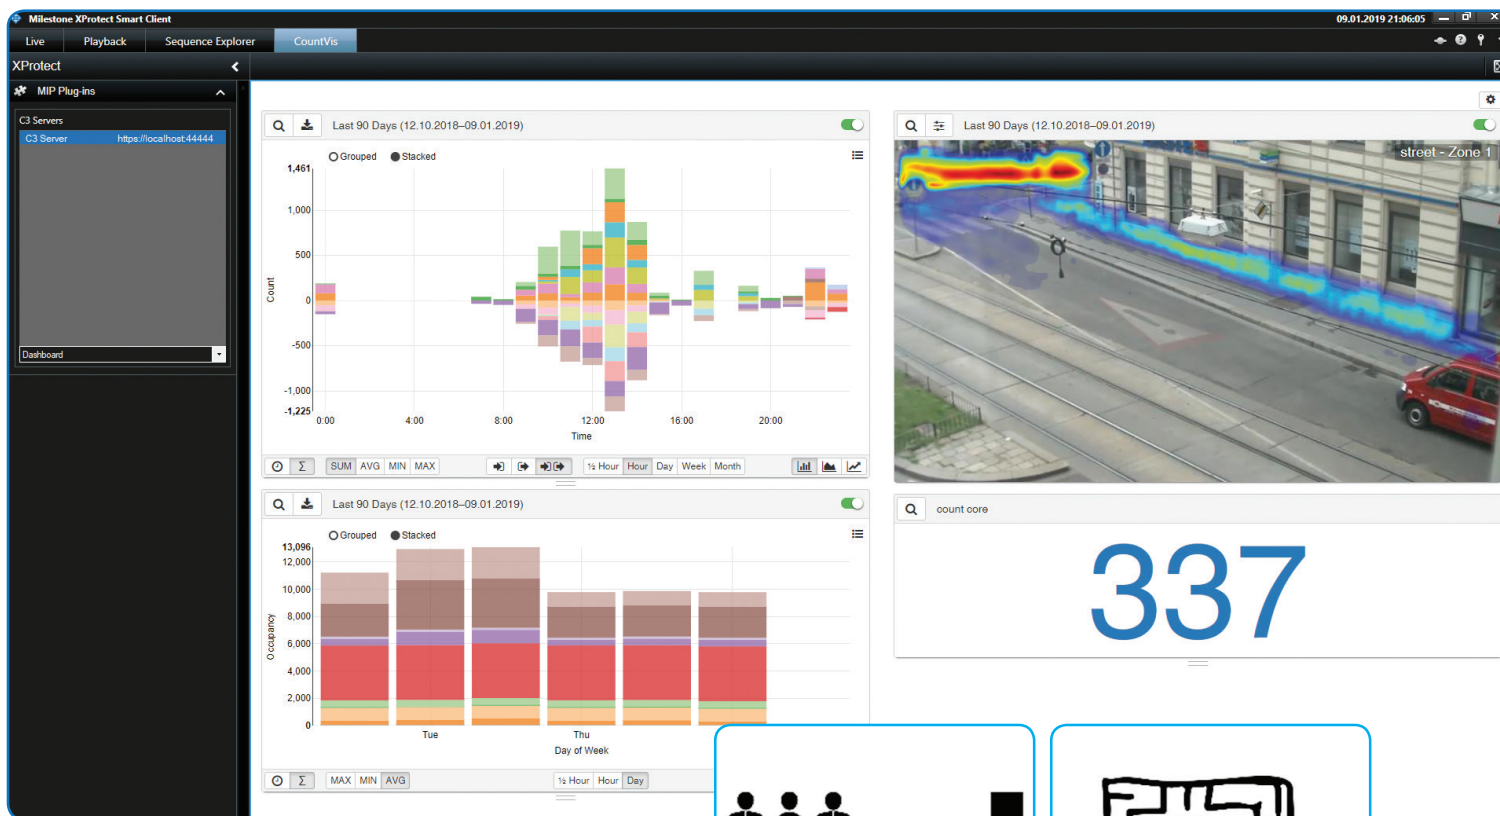 Milestone XProtect Smart Client
09.01.2019 21:06:05
Live Playback Sequence Explorer CountVis
XProtect
MIP Plug-ins
C3 Servers
C3 Server https://localhost:44444
Dashboard
Last 90 Days (12.10.2018–09.01.2019)
Grouped Stacked
1,461
1,000
500
0
-500
-1,000
-1,225
Count
0:00 4:00 8:00 12:00 16:00 20:00
Time
Σ SUM AVG MIN MAX ½ Hour Hour Day Week Month
Last 90 Days (12.10.2018–09.01.2019)
Grouped Stacked
13,096
12,000
10,000
8,000
6,000
4,000
2,000
0
Occupancy
Tue Thu
Day of Week
Σ MAX MIN AVG ½ Hour Hour Day
Last 90 Days (12.10.2018–09.01.2019)
street - Zone 1
count core
337